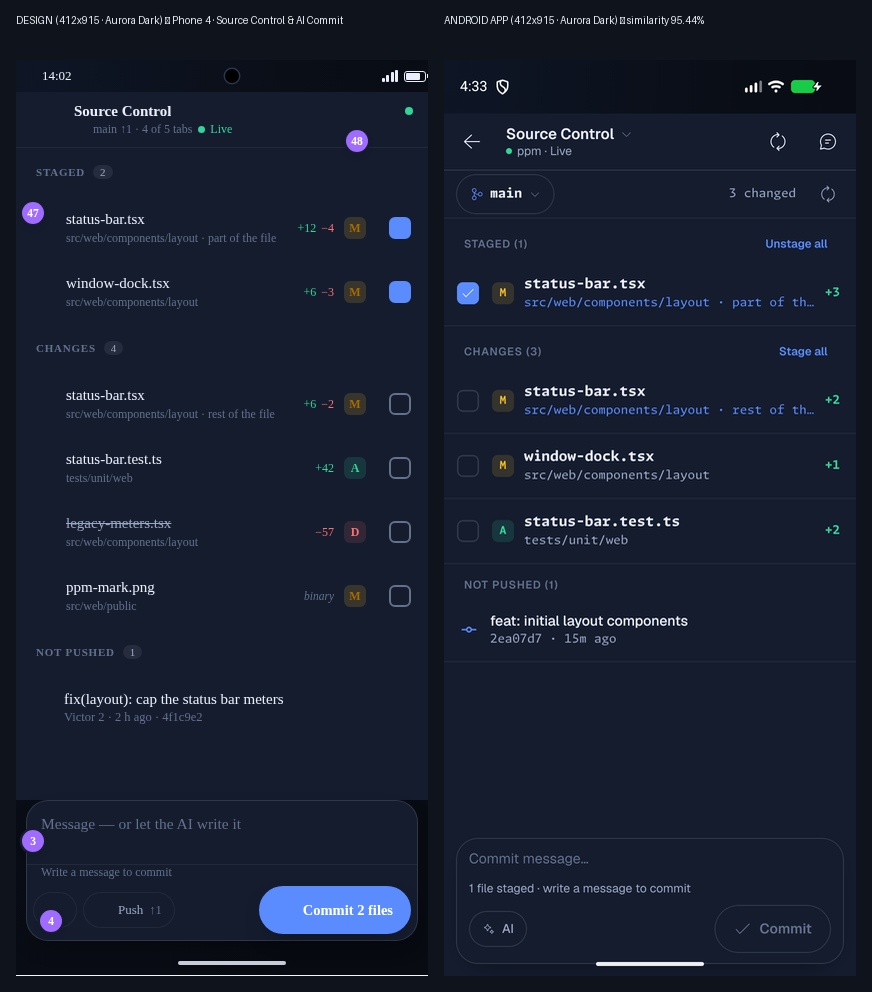 DESIGN (412x915 · Aurora Dark) Phone 4 · Source Control & AI Commit
14:02
Source Control
main ↑1 · 4 of 5 tabs Live
48
STAGED 2
47
status-bar.tsx
src/web/components/layout · part of the file
+12 −4 M
window-dock.tsx
src/web/components/layout
+6 −3 M
CHANGES 4
status-bar.tsx
src/web/components/layout · rest of the file
+6 −2 M
status-bar.test.ts
tests/unit/web
+42 A
legacy-meters.tsx
src/web/components/layout
−57 D
ppm-mark.png
src/web/public
binary M
NOT PUSHED 1
fix(layout): cap the status bar meters
Victor 2 · 2 h ago · 4f1c9e2
Message — or let the AI write it
3
Write a message to commit
4
Push ↑1
Commit 2 files
ANDROID APP (412x915 · Aurora Dark) similarity 95.44%
4:33
Source Control
ppm · Live
main
3 changed
STAGED (1)
Unstage all
M
status-bar.tsx
src/web/components/layout · part of th…
+3
CHANGES (3)
Stage all
M
status-bar.tsx
src/web/components/layout · rest of th…
+2
M
window-dock.tsx
src/web/components/layout
+1
A
status-bar.test.ts
tests/unit/web
+2
NOT PUSHED (1)
feat: initial layout components
2ea07d7 · 15m ago
Commit message…
1 file staged · write a message to commit
AI
Commit